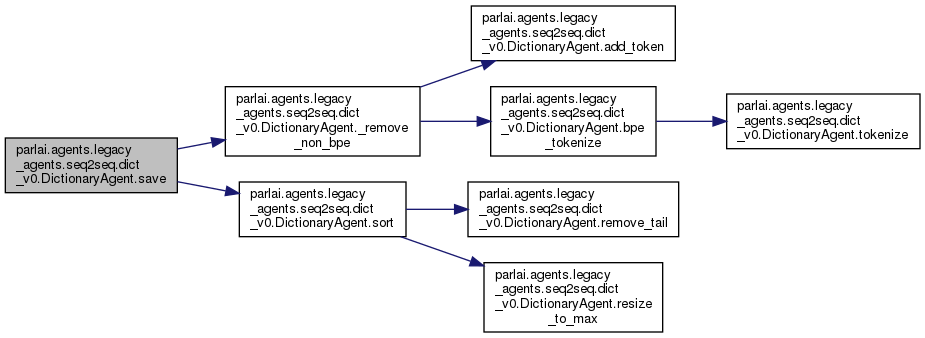 parlai.agents.legacy
_agents.seq2seq.dict
_v0.DictionaryAgent.save
parlai.agents.legacy
_agents.seq2seq.dict
_v0.DictionaryAgent._remove
_non_bpe
parlai.agents.legacy
_agents.seq2seq.dict
_v0.DictionaryAgent.add_token
parlai.agents.legacy
_agents.seq2seq.dict
_v0.DictionaryAgent.bpe
_tokenize
parlai.agents.legacy
_agents.seq2seq.dict
_v0.DictionaryAgent.tokenize
parlai.agents.legacy
_agents.seq2seq.dict
_v0.DictionaryAgent.sort
parlai.agents.legacy
_agents.seq2seq.dict
_v0.DictionaryAgent.remove_tail
parlai.agents.legacy
_agents.seq2seq.dict
_v0.DictionaryAgent.resize
_to_max